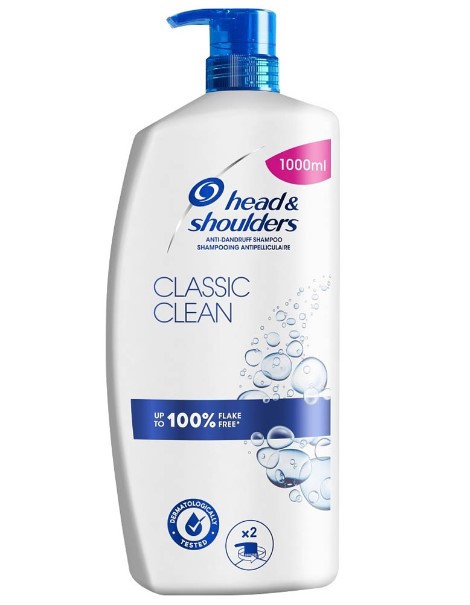 1000ml
head &
shoulders
ANTI-DANDRUFF SHAMPOO
SHAMPOOING ANTIPELLICULAIRE
CLASSIC
CLEAN
UP TO 100% FLAKE FREE*
DERMATOLOGICALLY TESTED
x2